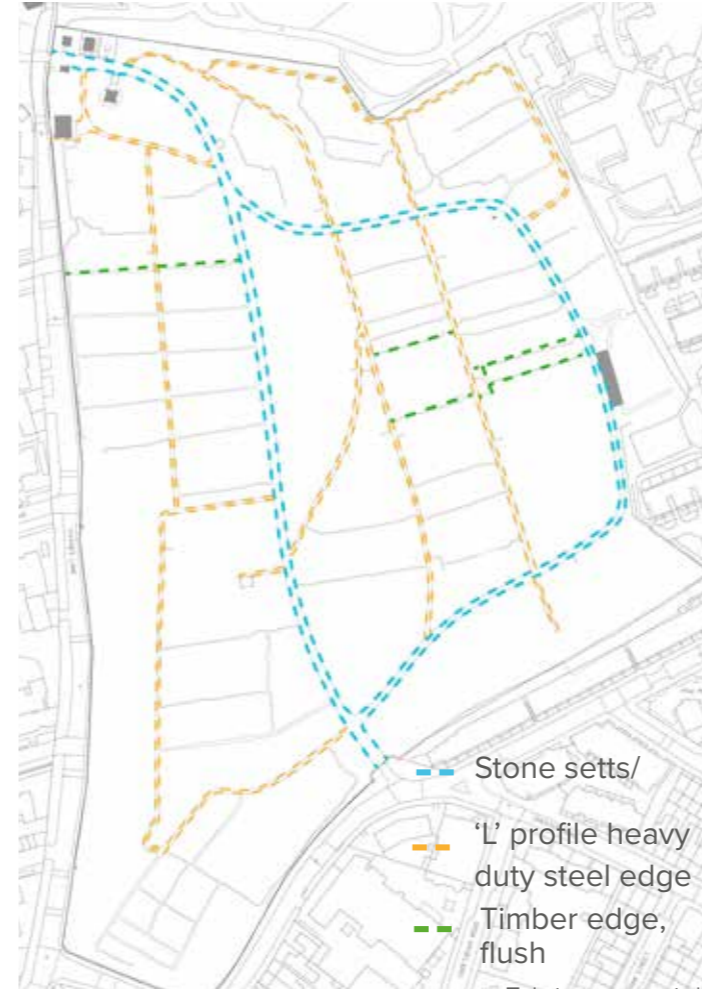 Stone setts/
‘L’ profile heavy
duty steel edge
Timber edge,
flush